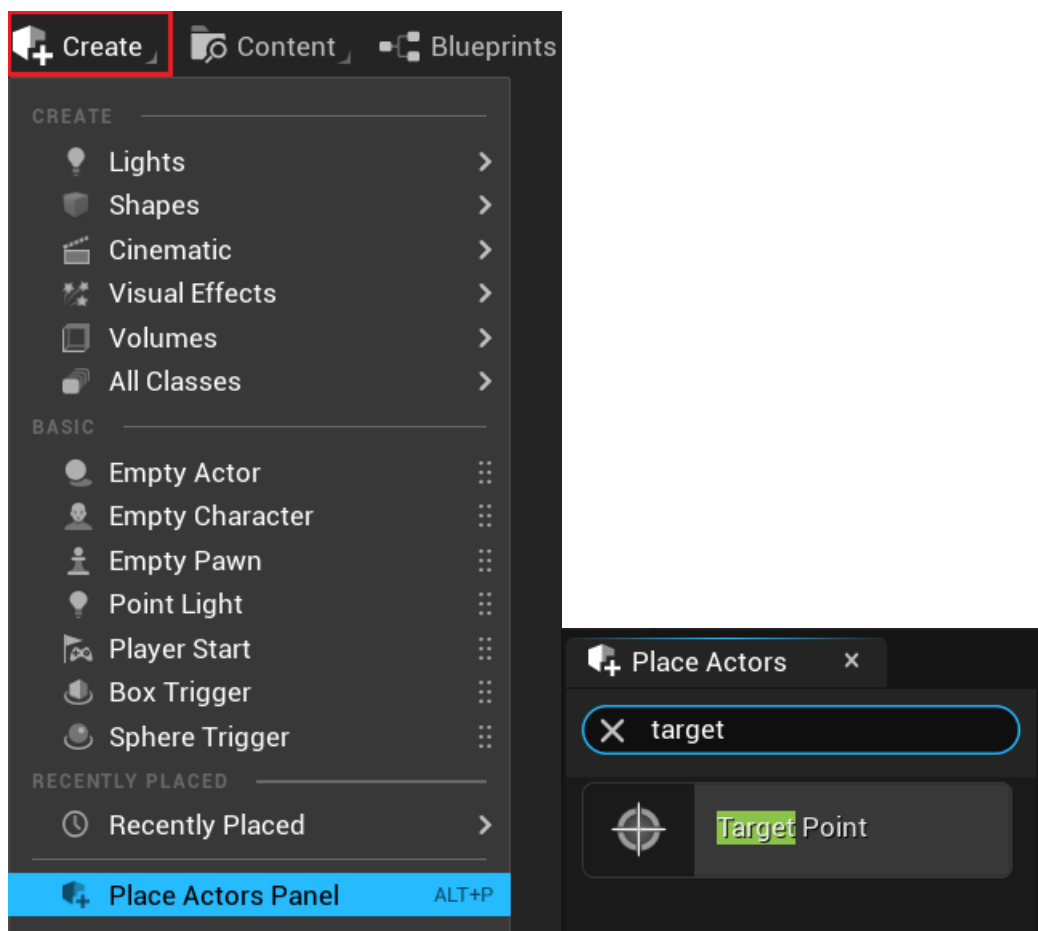 Create Content Blueprints
CREATE
Lights
Shapes
Cinematic
Visual Effects
Volumes
All Classes
BASIC
Empty Actor
Empty Character
Empty Pawn
Point Light
Player Start
Box Trigger
Sphere Trigger
RECENTLY PLACED
Recently Placed
Place Actors Panel ALT+P
Place Actors
target
Target Point